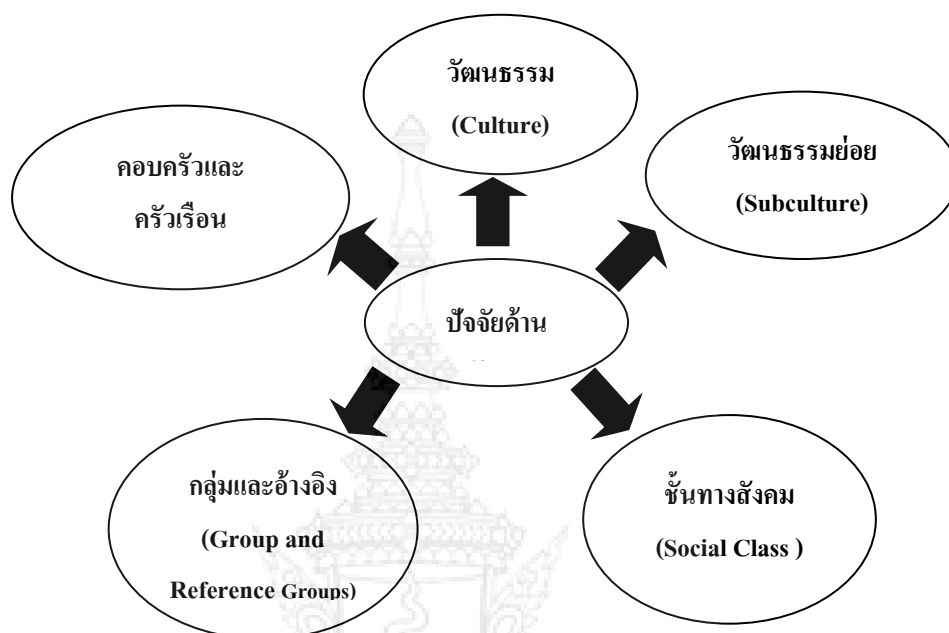 วัฒนธรรม
(Culture)
คอบครัวและ
ครัวเรือน
วัฒนธรรมย่อย
(Subculture)
ปัจจัยด้าน
กลุ่มและอ้างอิง
(Group and
Reference Groups)
ชั้นทางสังคม
(Social Class )